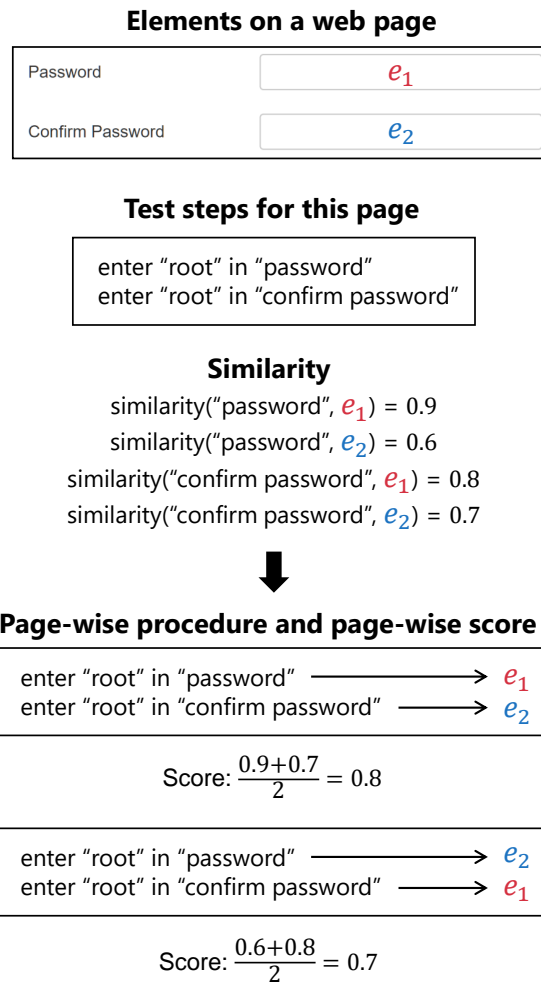 Elements on a web page
Password e₁
Confirm Password e₂
Test steps for this page
enter “root” in “password”
enter “root” in “confirm password”
Similarity
similarity(“password”, e₁) = 0.9
similarity(“password”, e₂) = 0.6
similarity(“confirm password”, e₁) = 0.8
similarity(“confirm password”, e₂) = 0.7
Page-wise procedure and page-wise score
enter “root” in “password” → e₁
enter “root” in “confirm password” → e₂
Score: (0.9+0.7)/2 = 0.8
enter “root” in “password” → e₂
enter “root” in “confirm password” → e₁
Score: (0.6+0.8)/2 = 0.7